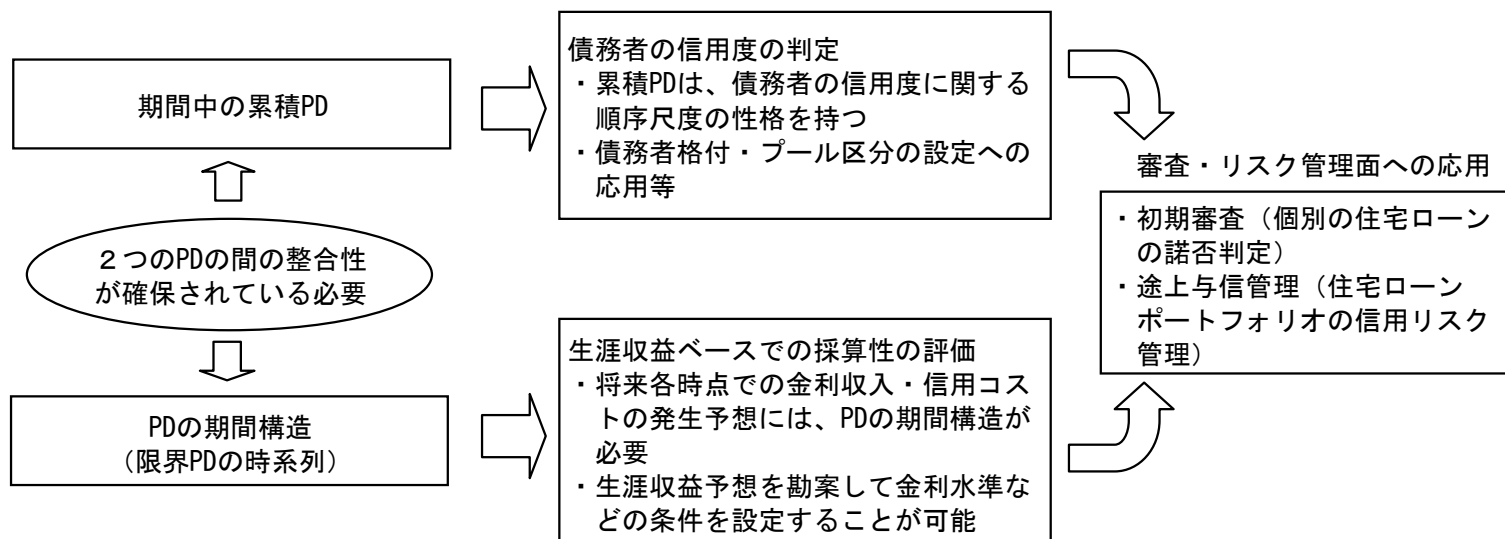 期間中の累積PD
２つのPDの間の整合性
が確保されている必要
PDの期間構造
（限界PDの時系列）
債務者の信用度の判定
・累積PDは、債務者の信用度に関する
順序尺度の性格を持つ
・債務者格付・プール区分の設定への
応用等
生涯収益ベースでの採算性の評価
・将来各時点での金利収入・信用コス
トの発生予想には、PDの期間構造が
必要
・生涯収益予想を勘案して金利水準な
どの条件を設定することが可能
審査・リスク管理面への応用
・初期審査（個別の住宅ローン
の諾否判定）
・途上与信管理（住宅ローン
ポートフォリオの信用リスク
管理）